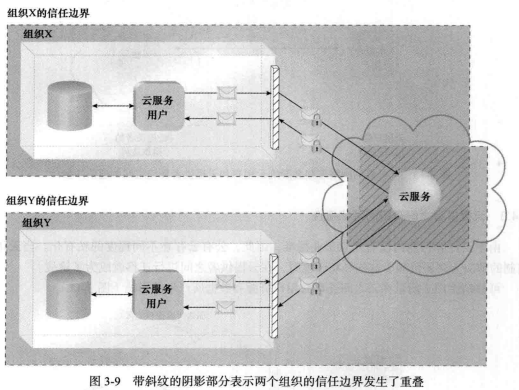 组织X的信任边界
组织X
云服务
用户
云服务
组织Y的信任边界
组织Y
云服务
用户
图 3-9 带斜纹的阴影部分表示两个组织的信任边界发生了重叠